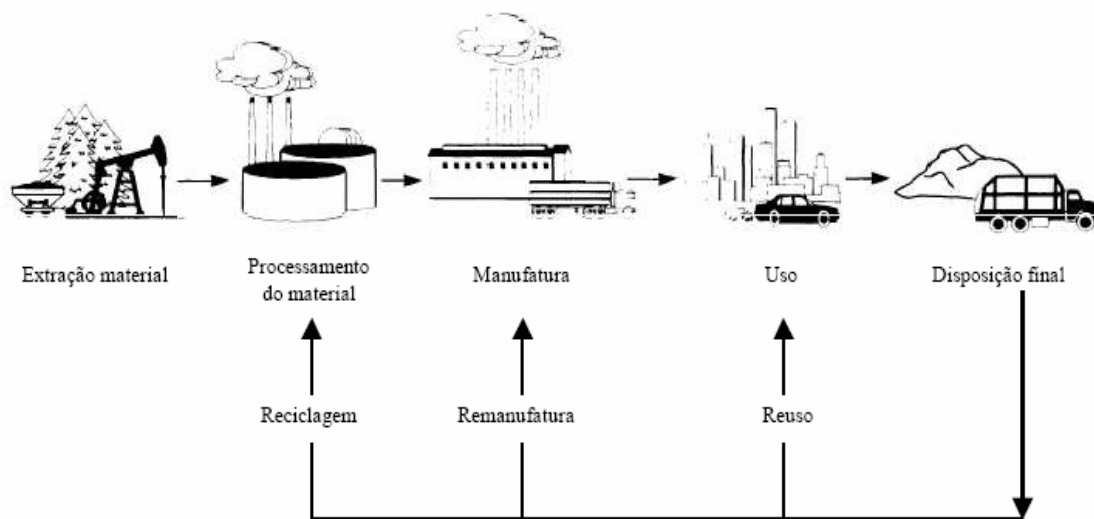 Extração material
Processamento
do material
Manufatura
Uso
Disposição final
Reciclagem
Remanufatura
Reuso